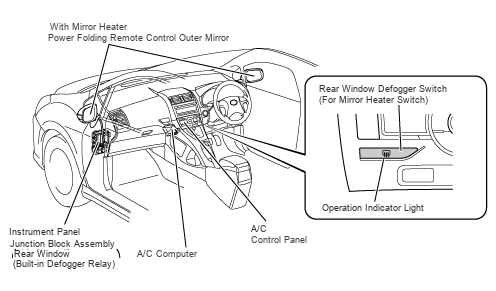 With Mirror Heater
Power Folding Remote Control Outer Mirror
Rear Window Defogger Switch
(For Mirror Heater Switch)
Operation Indicator Light
A/C
Control Panel
A/C Computer
Instrument Panel
Junction Block Assembly
(Rear Window
(Built-in Defogger Relay))